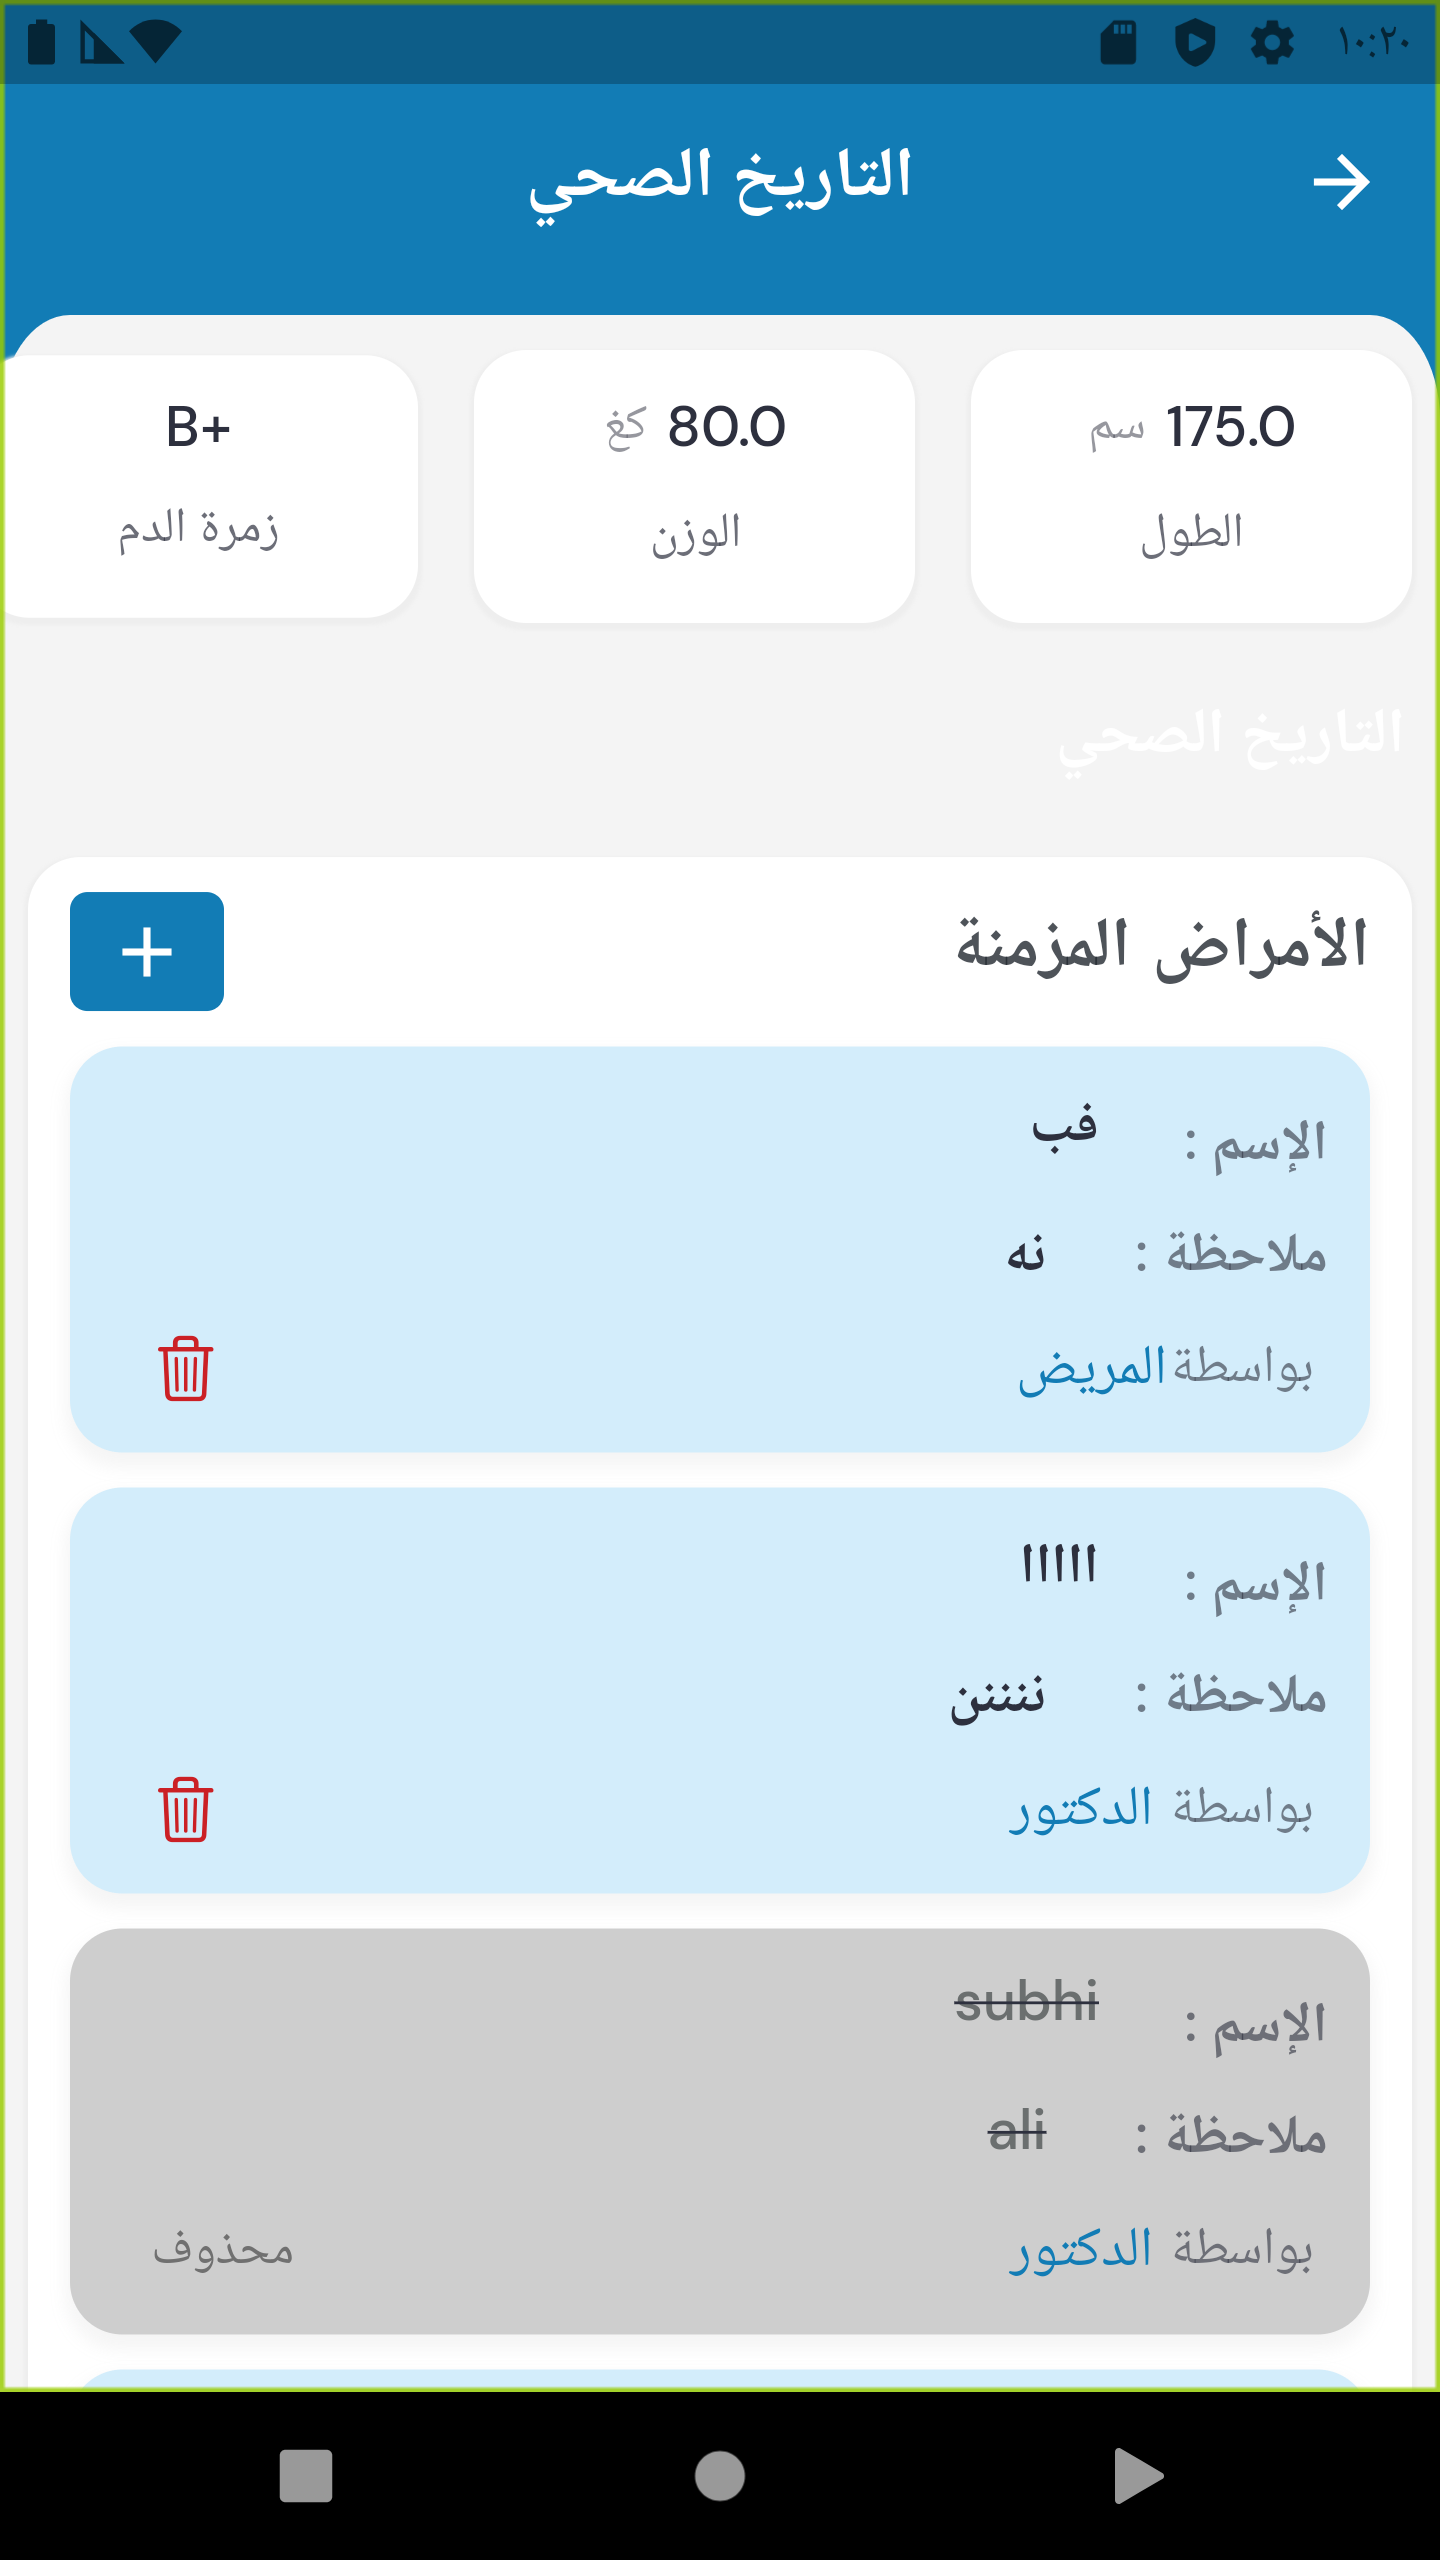 ١٠:٢٠
التاريخ الصحي
175.0 سم
الطول
80.0 كغ
الوزن
B+
زمرة الدم
التاريخ الصحي
الأمراض المزمنة
الإسم : فب
ملاحظة : نه
بواسطة المريض
الإسم : ااااا
ملاحظة : ننننن
بواسطة الدكتور
الإسم : subhi
ملاحظة : ali
بواسطة الدكتور
محذوف